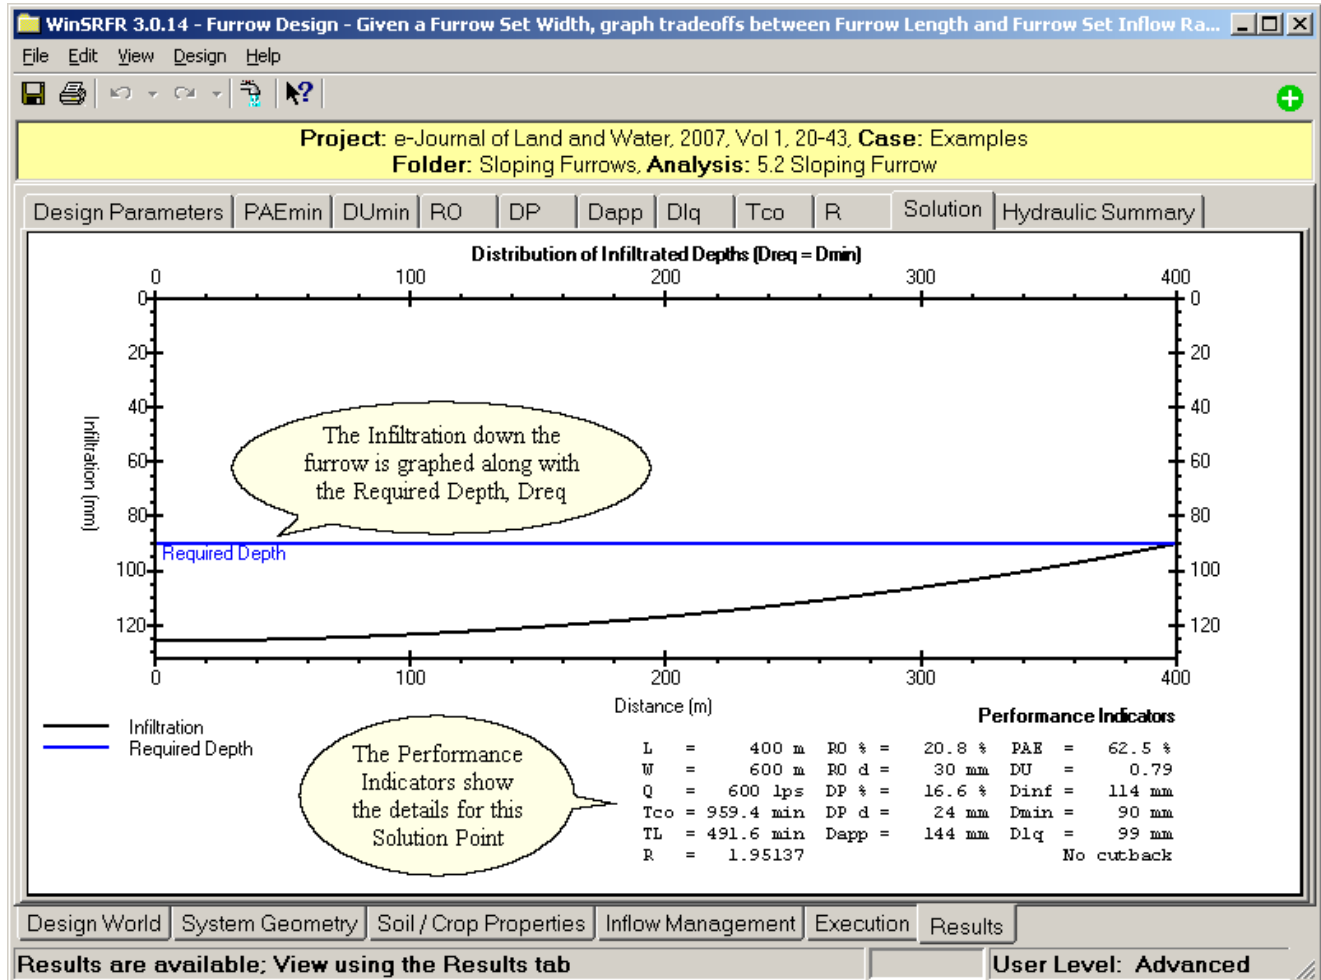 WinSRFR 3.0.14 - Furrow Design - Given a Furrow Set Width, graph tradeoffs between Furrow Length and Furrow Set Inflow Ra...
File Edit View Design Help
Project: e-Journal of Land and Water, 2007, Vol 1, 20-43, Case: Examples
Folder: Sloping Furrows, Analysis: 5.2 Sloping Furrow
Design Parameters PAEmin DUmin RO DP Dapp Dlq Tco R Solution Hydraulic Summary
Distribution of Infiltrated Depths (Dreq = Dmin)
0 100 200 300 400
0 0
20 20
40 40
60 60
80 80
100 100
120 120
Infiltration (mm)
The Infiltration down the
furrow is graphed along with
the Required Depth, Dreq
Required Depth
0 100 200 300 400
Distance (m)
Infiltration
Required Depth
The Performance
Indicators show
the details for this
Solution Point
Performance Indicators
L = 400 m RO % = 20.8 % PAE = 62.5 %
W = 600 m RO d = 30 mm DU = 0.79
Q = 600 lps DP % = 16.6 % Dinf = 114 mm
Tco = 959.4 min DP d = 24 mm Dmin = 90 mm
TL = 491.6 min Dapp = 144 mm Dlq = 99 mm
R = 1.95137 No cutback
Design World System Geometry Soil / Crop Properties Inflow Management Execution Results
Results are available; View using the Results tab User Level: Advanced